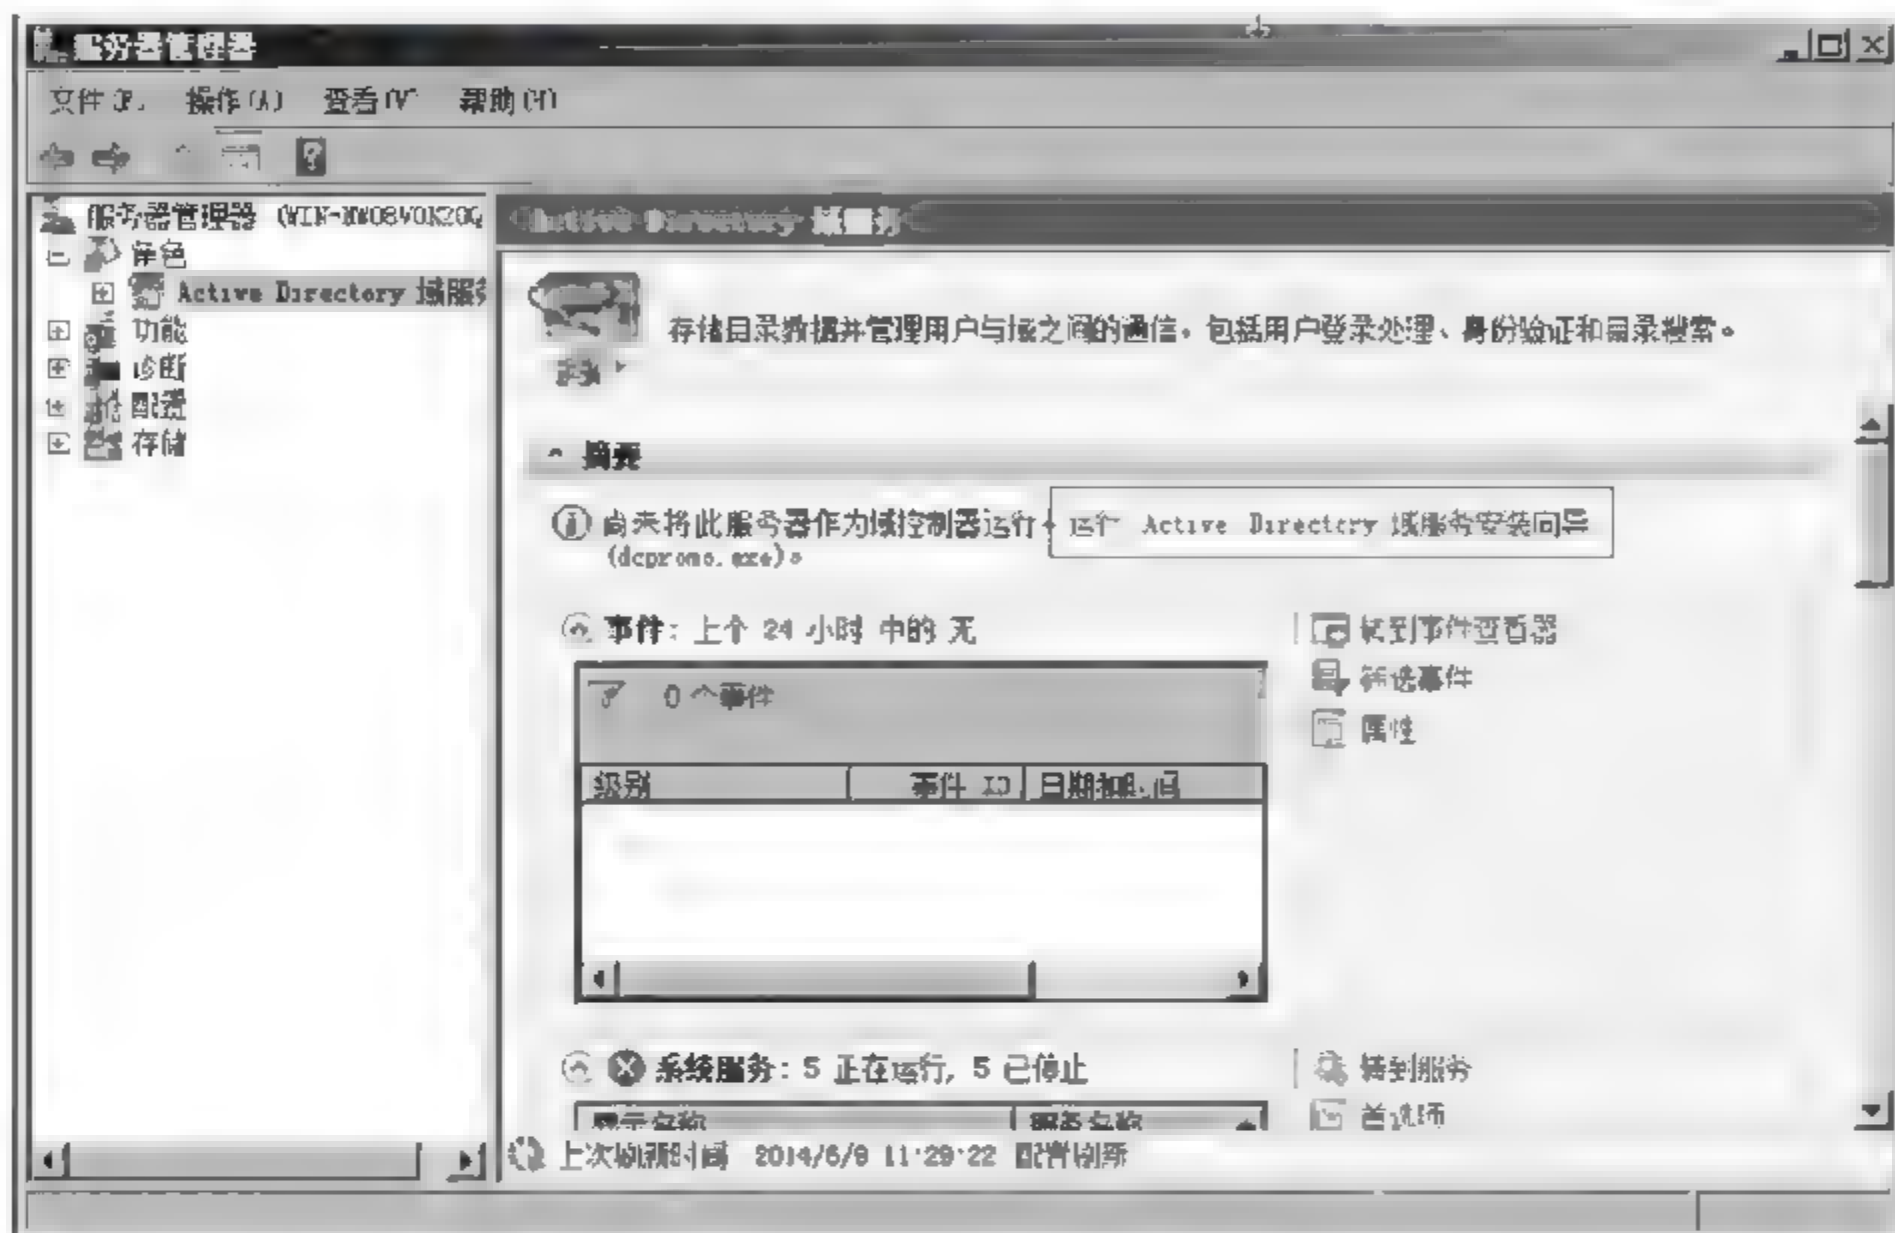 服务器管理器
文件(F) 操作(A) 查看(V) 帮助(H)
服务器管理器 (WIN-
角色
Active Directory 域服务
功能
诊断
配置
存储
Active Directory 域服务
存储目录数据并管理用户与域之间的通信，包括用户登录处理、身份验证和目录搜索。
摘要
尚未将此服务器作为域控制器运行。运行 Active Directory 域服务安装向导
(dcpromo.exe)。
事件: 上个 24 小时 中的 无
转到事件查看器
0 个事件
筛选事件
属性
级别 事件 ID 日期和时间
系统服务: 5 正在运行, 5 已停止
转到服务
显示名称 服务名称
首选项
上次刷新时间 2014/6/9 11:29:22 配置刷新